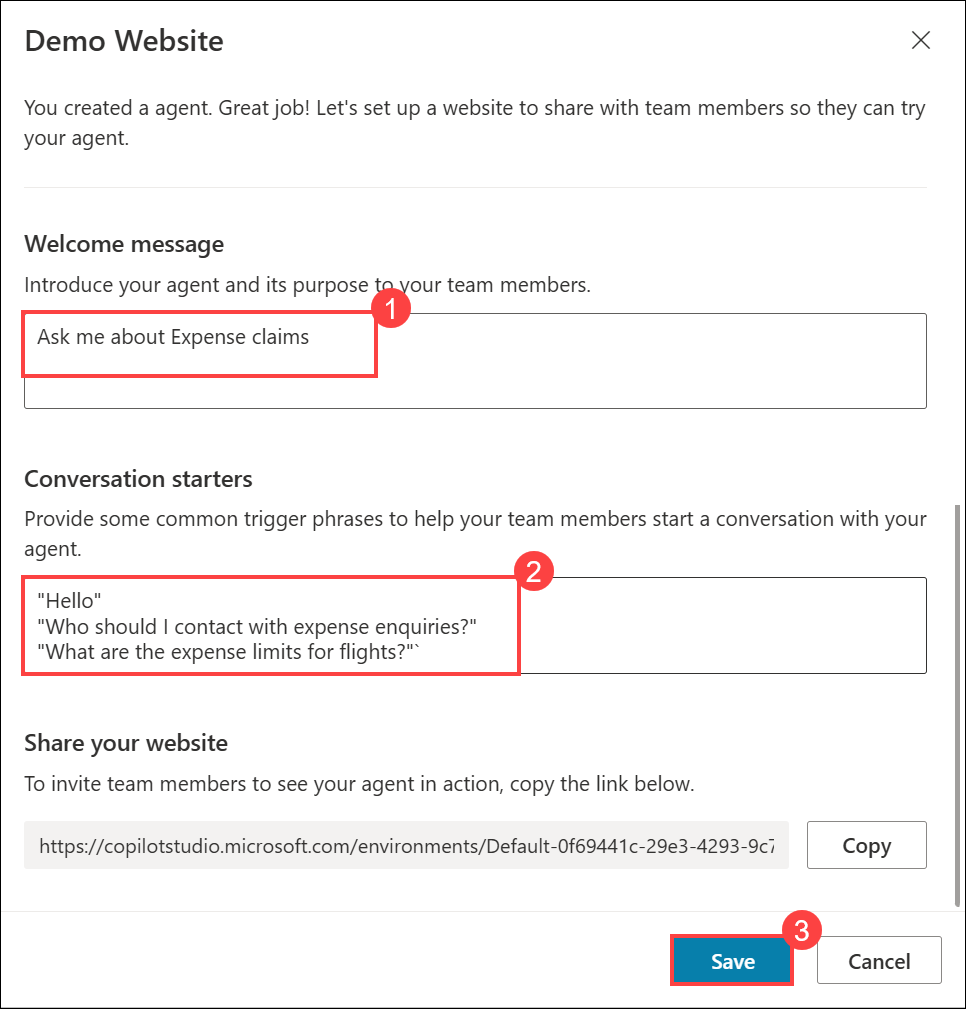 Demo Website
You created a agent. Great job! Let's set up a website to share with team members so they can try
your agent.
Welcome message
Introduce your agent and its purpose to your team members.
1
Ask me about Expense claims
Conversation starters
Provide some common trigger phrases to help your team members start a conversation with your
agent.
2
"Hello"
"Who should I contact with expense enquiries?"
"What are the expense limits for flights?"`
Share your website
To invite team members to see your agent in action, copy the link below.
https://copilotstudio.microsoft.com/environments/Default-0f69441c-29e3-4293-9c7
Copy
3
Save
Cancel